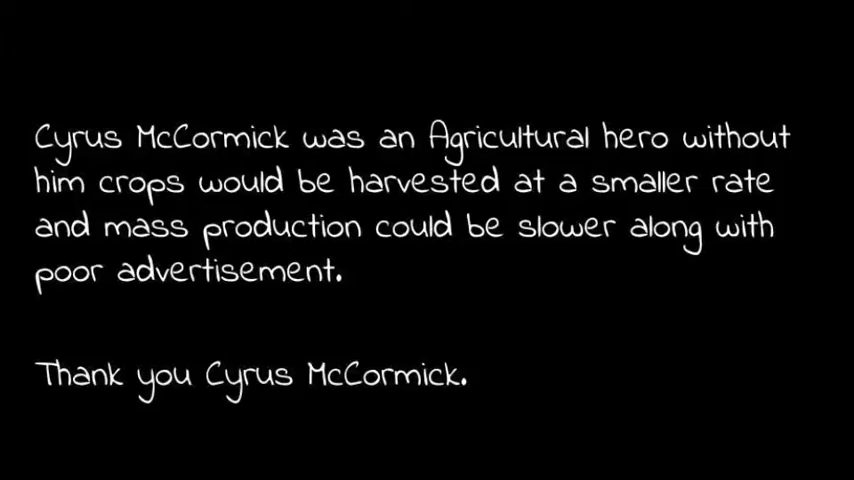 Cyrus McCormick was an Agricultural hero without
him crops would be harvested at a smaller rate
and mass production could be slower along with
poor advertisement.
Thank you Cyrus McCormick.